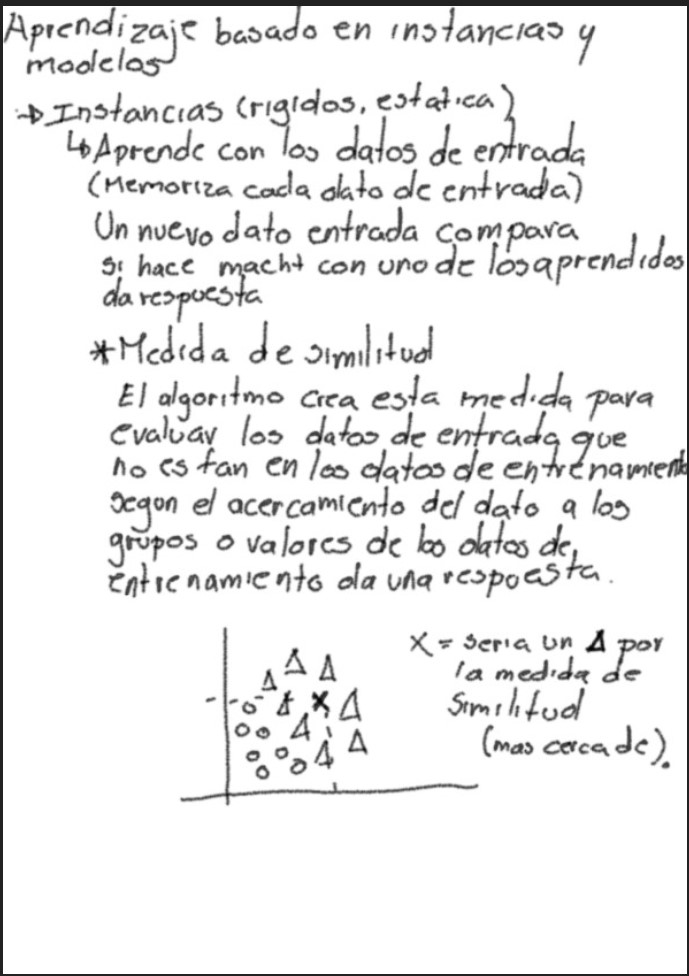 Aprendizaje basado en instancias y
modelos
→ Instancias (rigidos, estatica)
↳ Aprende con los datos de entrada
(Memoriza cada dato de entrada)
Un nuevo dato entrada compara
si hace macht con uno de los aprendidos
da respuesta
* Medida de similitud
El algoritmo crea esta medida para
evaluar los datos de entrada que
no estan en los datos de entrenamiento
segon el acercamiento del dato a los
grupos o valores de los datos de
entrenamiento da una respoesta.
X = seria un Δ por
la medida de
similitud
(mas cerca de).